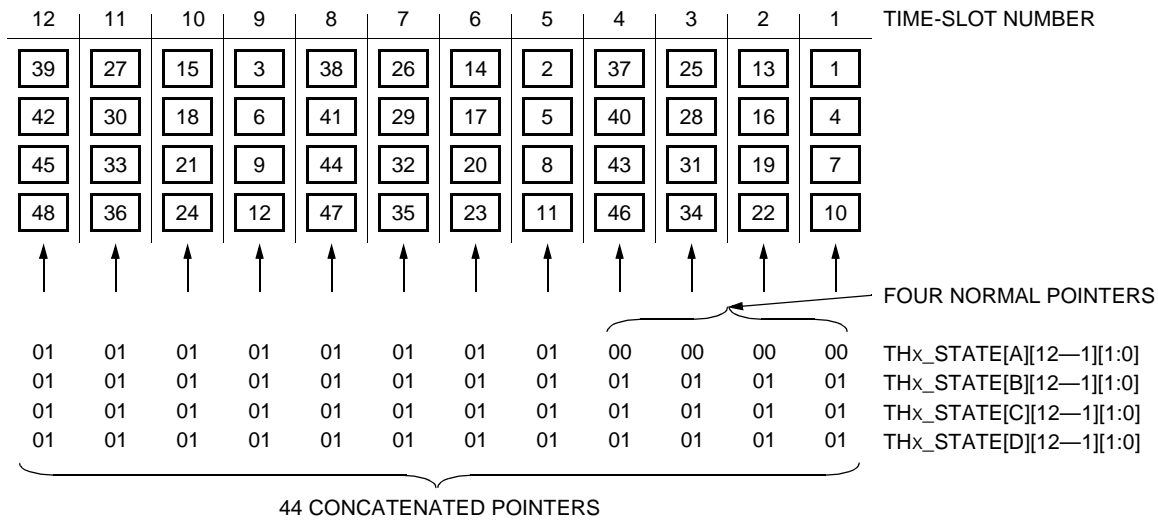 12 11 10 9 8 7 6 5 4 3 2 1 TIME-SLOT NUMBER
39 27 15 3 38 26 14 2 37 25 13 1
42 30 18 6 41 29 17 5 40 28 16 4
45 33 21 9 44 32 20 8 43 31 19 7
48 36 24 12 47 35 23 11 46 34 22 10
FOUR NORMAL POINTERS
01 01 01 01 01 01 01 01 00 00 00 00 THX_STATE[A][12—1][1:0]
01 01 01 01 01 01 01 01 01 01 01 01 THX_STATE[B][12—1][1:0]
01 01 01 01 01 01 01 01 01 01 01 01 THX_STATE[C][12—1][1:0]
01 01 01 01 01 01 01 01 01 01 01 01 THX_STATE[D][12—1][1:0]
44 CONCATENATED POINTERS